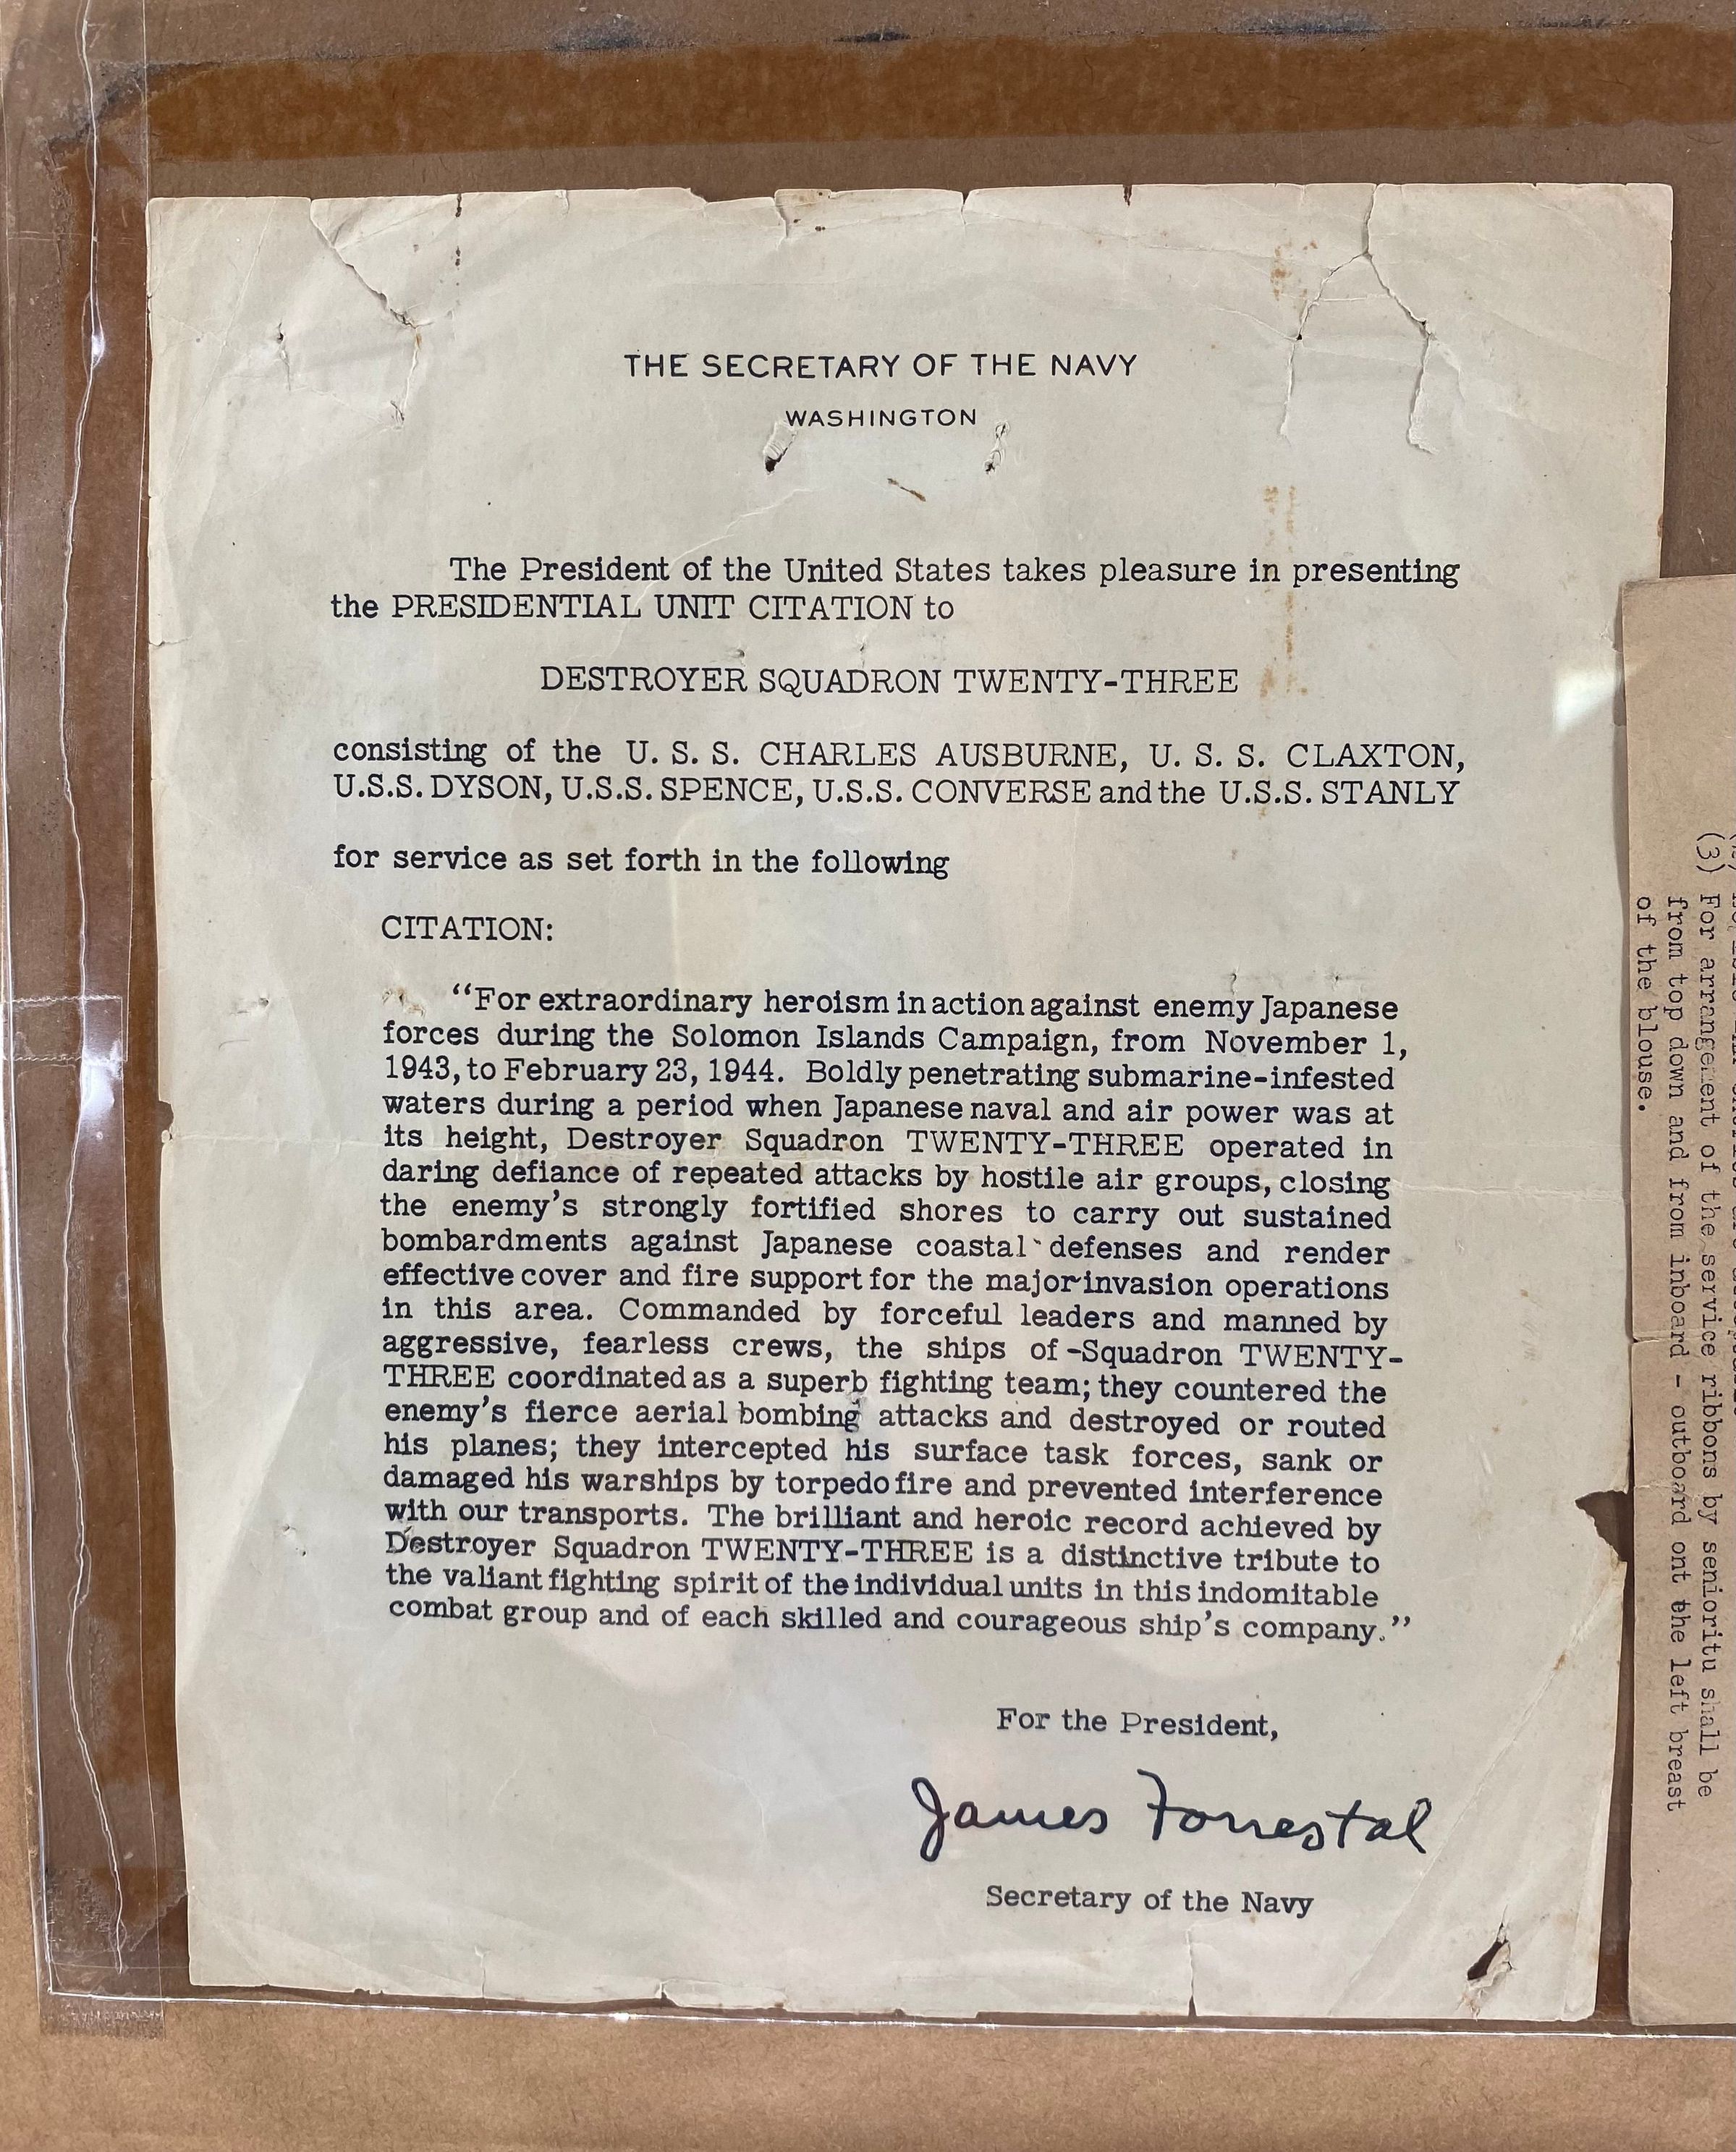 THE SECRETARY OF THE NAVY
WASHINGTON
The President of the United States takes pleasure in presenting
the PRESIDENTIAL UNIT CITATION to
DESTROYER SQUADRON TWENTY-THREE
consisting of the U. S. S. CHARLES AUSBURNE, U. S. S. CLAXTON,
U.S.S. DYSON, U.S.S. SPENCE, U.S.S. CONVERSE and the U.S.S. STANLY
for service as set forth in the following
CITATION:
“For extraordinary heroism in action against enemy Japanese
forces during the Solomon Islands Campaign, from November 1,
1943, to February 23, 1944. Boldly penetrating submarine-infested
waters during a period when Japanese naval and air power was at
its height, Destroyer Squadron TWENTY-THREE operated in
daring defiance of repeated attacks by hostile air groups, closing
the enemy's strongly fortified shores to carry out sustained
bombardments against Japanese coastal defenses and render
effective cover and fire support for the major invasion operations
in this area. Commanded by forceful leaders and manned by
aggressive, fearless crews, the ships of -Squadron TWENTY-
THREE coordinated as a superb fighting team; they countered the
enemy's fierce aerial bombing attacks and destroyed or routed
his planes; they intercepted his surface task forces, sank or
damaged his warships by torpedo fire and prevented interference
with our transports. The brilliant and heroic record achieved by
Destroyer Squadron TWENTY-THREE is a distinctive tribute to
the valiant fighting spirit of the individual units in this indomitable
combat group and of each skilled and courageous ship's company.”
For the President,
James Forrestal
Secretary of the Navy
(3) For arrangement of the service ribbons by senioritu shall be
from top down and from inboard - outboard ont the left breast
of the blouse.